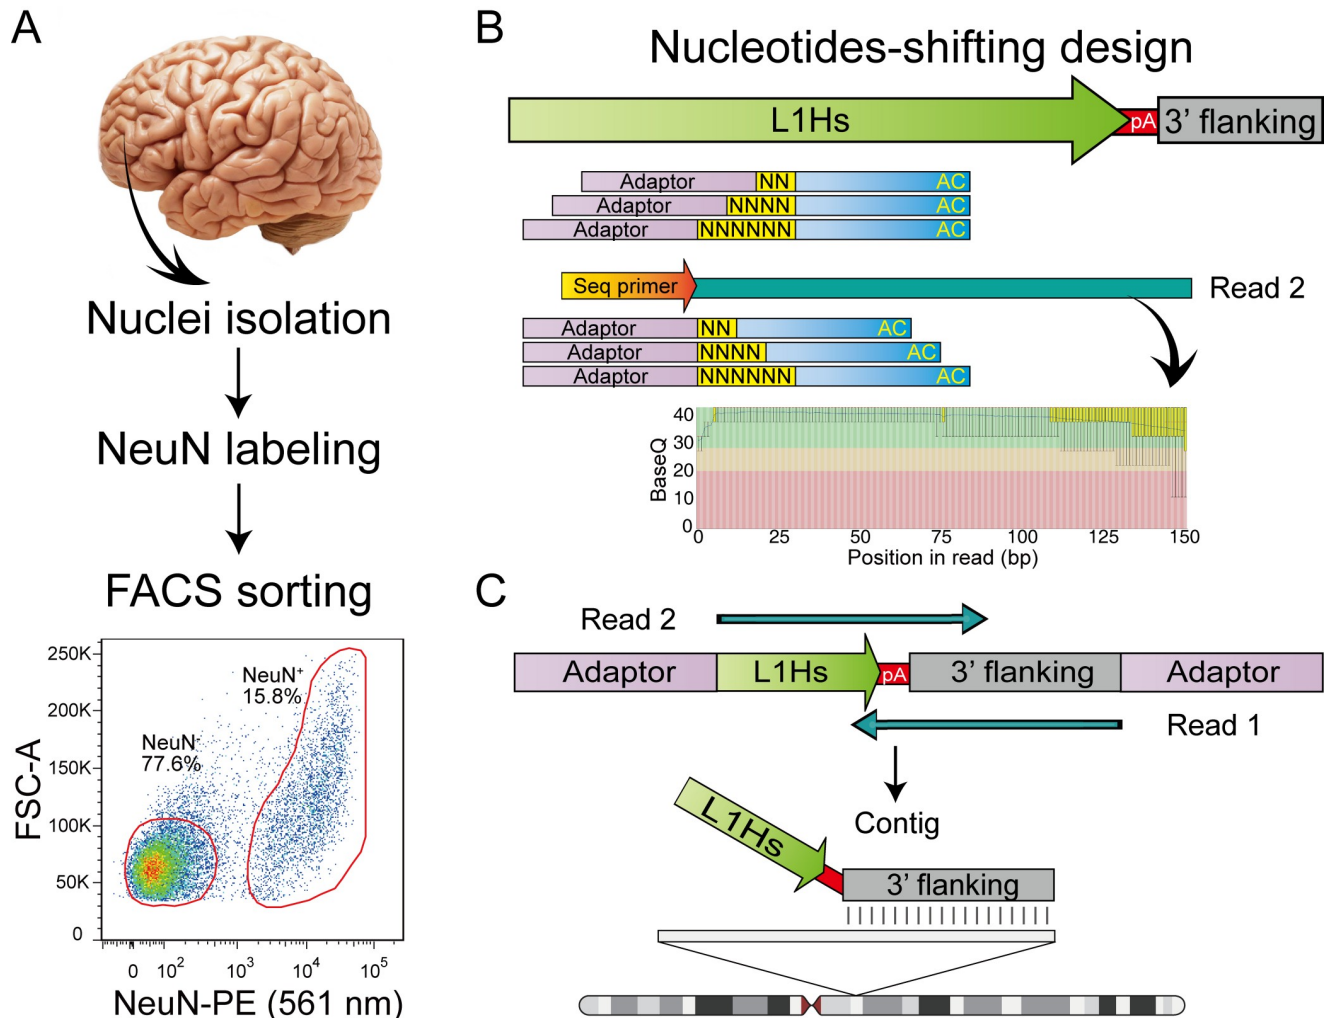 A
Nuclei isolation
NeuN labeling
FACS sorting
250K
200K
150K
100K
50K
0
FSC-A
NeuN+
15.8%
NeuN-
77.6%
0 10² 10³ 10⁴ 10⁵
NeuN-PE (561 nm)
B
Nucleotides-shifting design
L1Hs pA 3’ flanking
Adaptor NN AC
Adaptor NNNN AC
Adaptor NNNNNN AC
Seq primer Read 2
Adaptor NN AC
Adaptor NNNN AC
Adaptor NNNNNN AC
40
30
20
10
0
BaseQ
0 25 50 75 100 125 150
Position in read (bp)
C
Read 2
Adaptor L1Hs pA 3’ flanking Adaptor
Read 1
Contig
L1Hs
3’ flanking